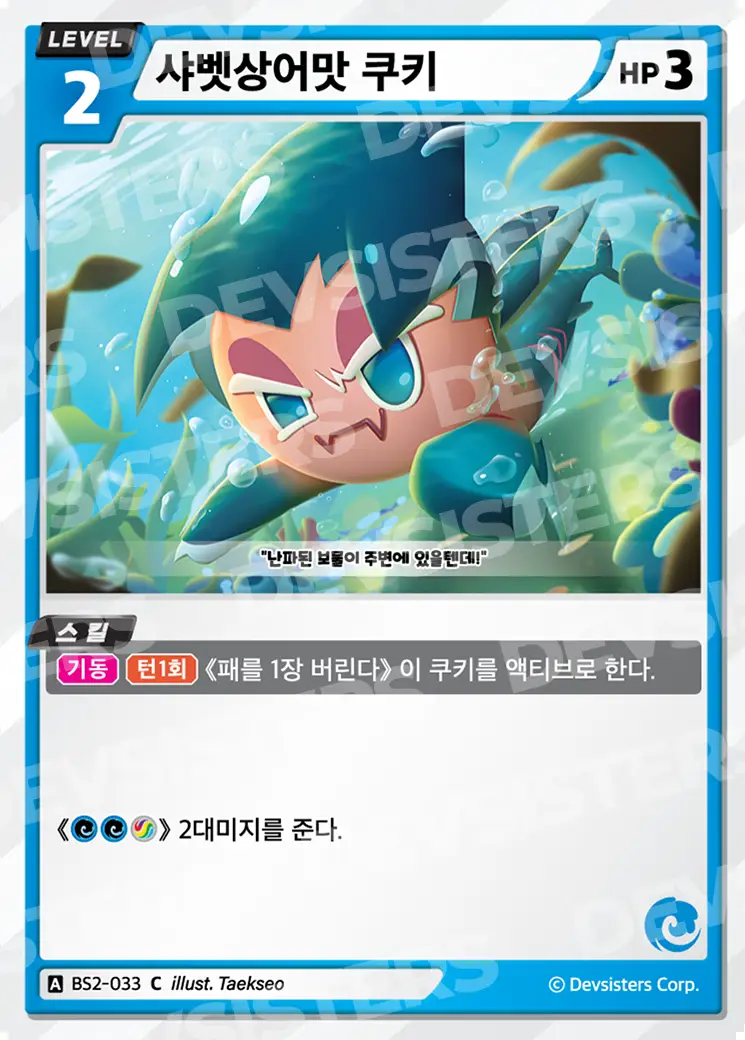 LEVEL
2
샤벳상어맛 쿠키
HP 3
"난파된 보물이 주변에 있을텐데!"
스킬
기동 턴1회 《패를 1장 버린다》 이 쿠키를 액티브로 한다.
《》 2대미지를 준다.
A BS2-033 C illust. Taekseo
© Devsisters Corp.
DEVSISTERS